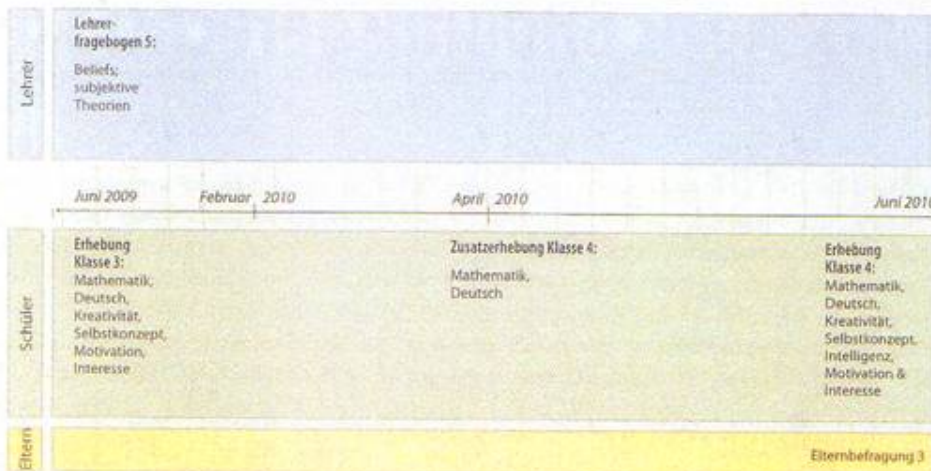 Lehrer
Lehrer-
fragebogen 5:
Beliefs;
subjektive
Theorien
Juni 2009
Februar 2010
April 2010
Juni 2010
Schüler
Erhebung
Klasse 3:
Mathematik,
Deutsch,
Kreativität,
Selbstkonzept,
Motivation,
Interesse
Zusatzerhebung Klasse 4:
Mathematik,
Deutsch
Erhebung
Klasse 4:
Mathematik,
Deutsch,
Kreativität,
Selbstkonzept,
Intelligenz,
Motivation &
Interesse
Eltern
Elternbefragung 3